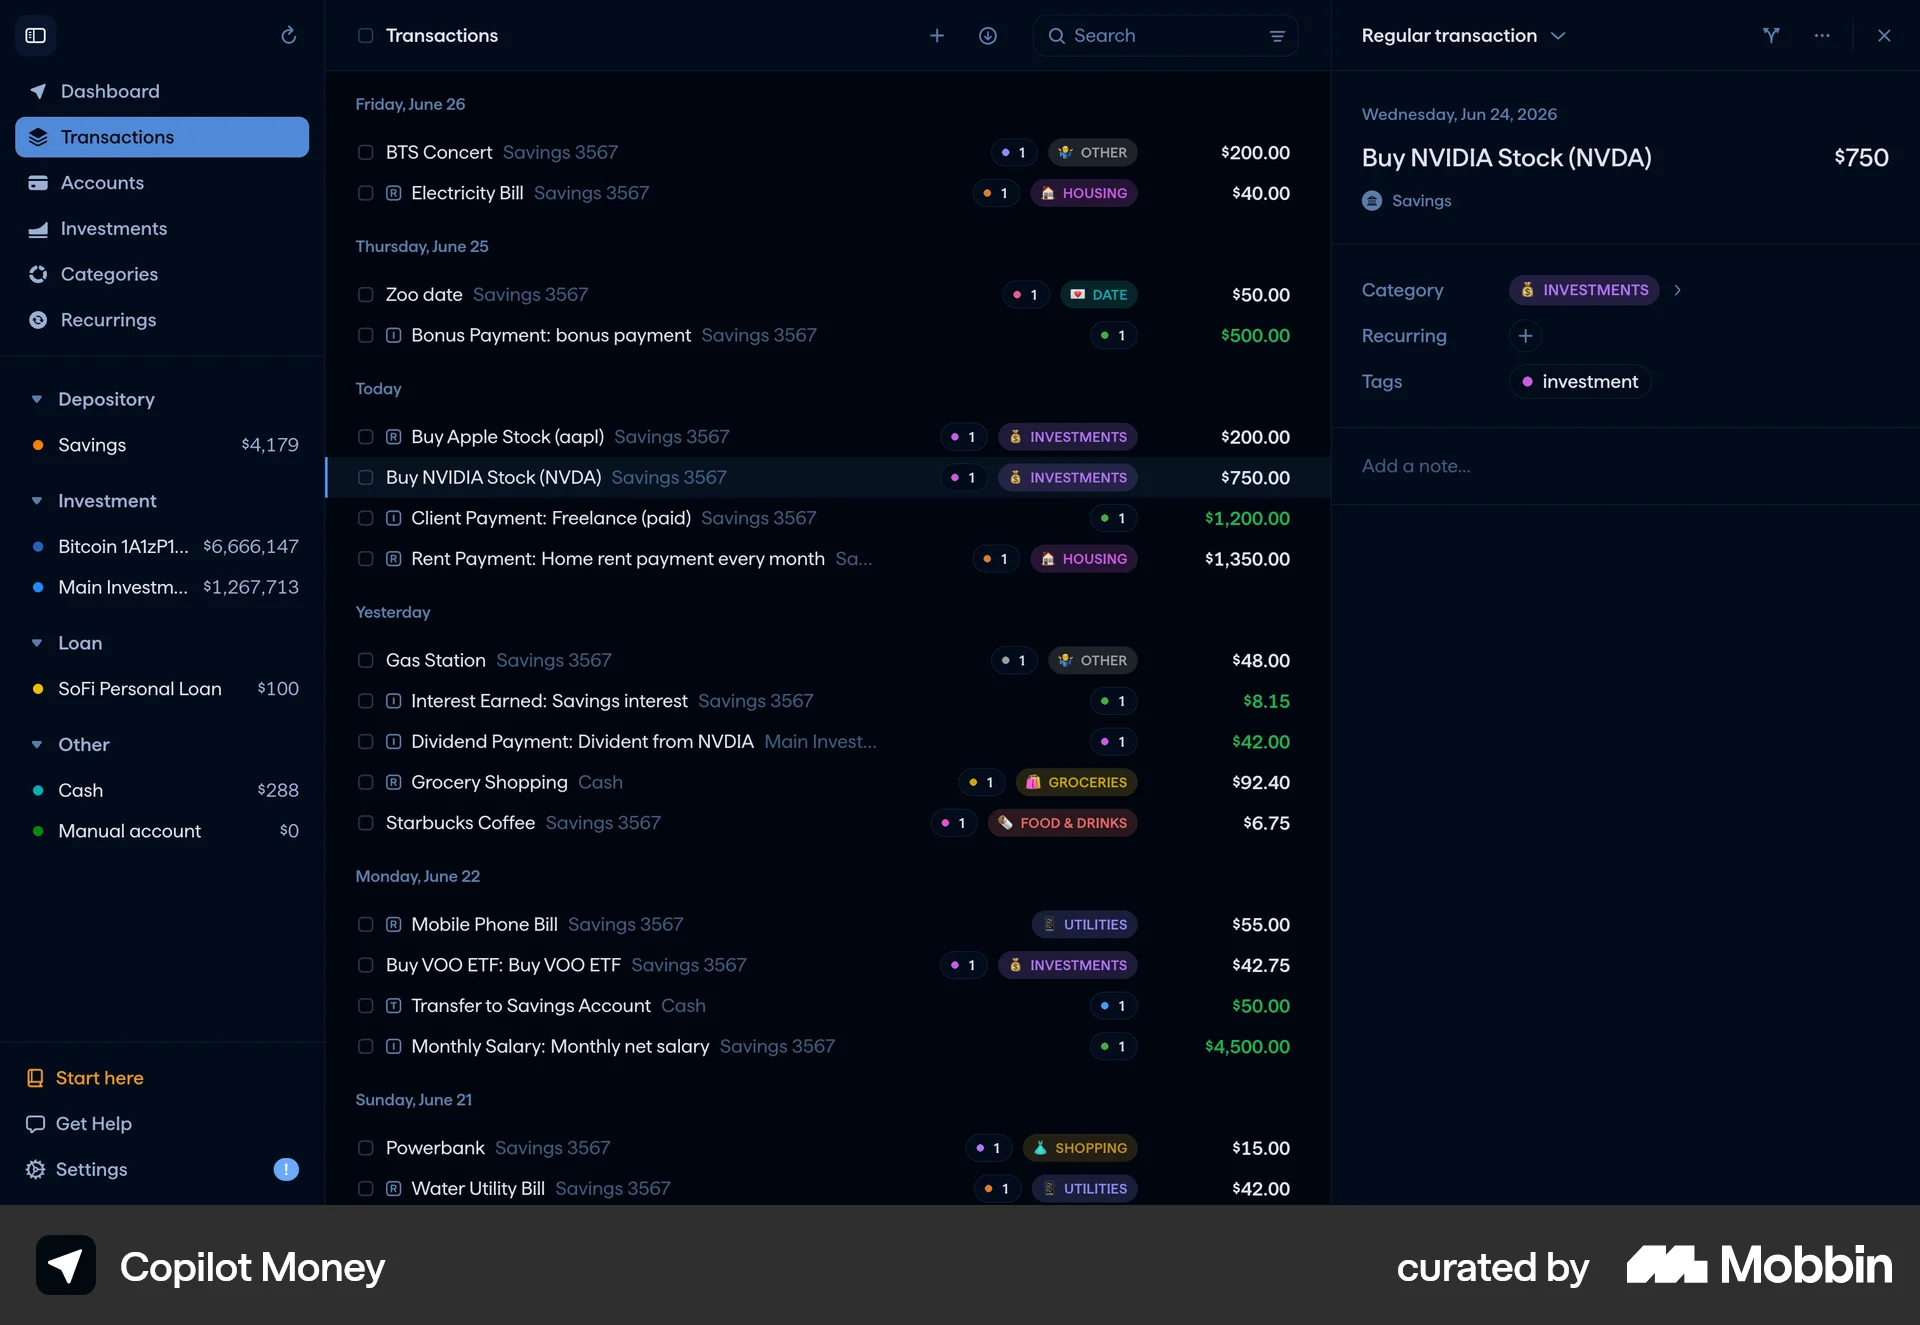 Dashboard
Transactions
Accounts
Investments
Categories
Recurrings
Depository
Savings $4,179
Investment
Bitcoin 1A1zP1... $6,666,147
Main Investm... $1,267,713
Loan
SoFi Personal Loan $100
Other
Cash $288
Manual account $0
Start here
Get Help
Settings !
Transactions Search
Friday, June 26
BTS Concert Savings 3567 1 OTHER $200.00
R Electricity Bill Savings 3567 1 HOUSING $40.00
Thursday, June 25
Zoo date Savings 3567 1 DATE $50.00
I Bonus Payment: bonus payment Savings 3567 1 $500.00
Today
R Buy Apple Stock (aapl) Savings 3567 1 INVESTMENTS $200.00
Buy NVIDIA Stock (NVDA) Savings 3567 1 INVESTMENTS $750.00
I Client Payment: Freelance (paid) Savings 3567 1 $1,200.00
R Rent Payment: Home rent payment every month Sa... 1 HOUSING $1,350.00
Yesterday
Gas Station Savings 3567 1 OTHER $48.00
I Interest Earned: Savings interest Savings 3567 1 $8.15
I Dividend Payment: Divident from NVDIA Main Invest... 1 $42.00
R Grocery Shopping Cash 1 GROCERIES $92.40
Starbucks Coffee Savings 3567 1 FOOD & DRINKS $6.75
Monday, June 22
R Mobile Phone Bill Savings 3567 UTILITIES $55.00
Buy VOO ETF: Buy VOO ETF Savings 3567 1 INVESTMENTS $42.75
T Transfer to Savings Account Cash 1 $50.00
I Monthly Salary: Monthly net salary Savings 3567 1 $4,500.00
Sunday, June 21
Powerbank Savings 3567 1 SHOPPING $15.00
R Water Utility Bill Savings 3567 1 UTILITIES $42.00
Regular transaction
Wednesday, Jun 24, 2026
Buy NVIDIA Stock (NVDA) $750
Savings
Category INVESTMENTS
Recurring
Tags investment
Add a note...
Copilot Money
curated by Mobbin